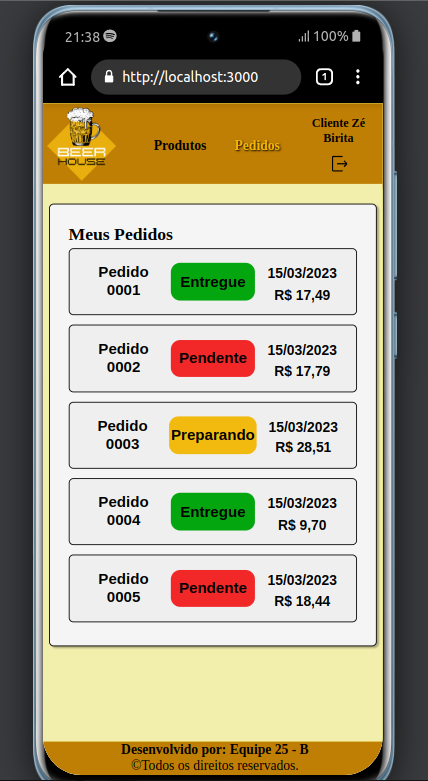 21:38
100%
http://localhost:3000
1
BEER
HOUSE
Produtos
Pedidos
Cliente Zé
Birita
Meus Pedidos
Pedido
0001
Entregue
15/03/2023
R$ 17,49
Pedido
0002
Pendente
15/03/2023
R$ 17,79
Pedido
0003
Preparando
15/03/2023
R$ 28,51
Pedido
0004
Entregue
15/03/2023
R$ 9,70
Pedido
0005
Pendente
15/03/2023
R$ 18,44
Desenvolvido por: Equipe 25 - B
©Todos os direitos reservados.